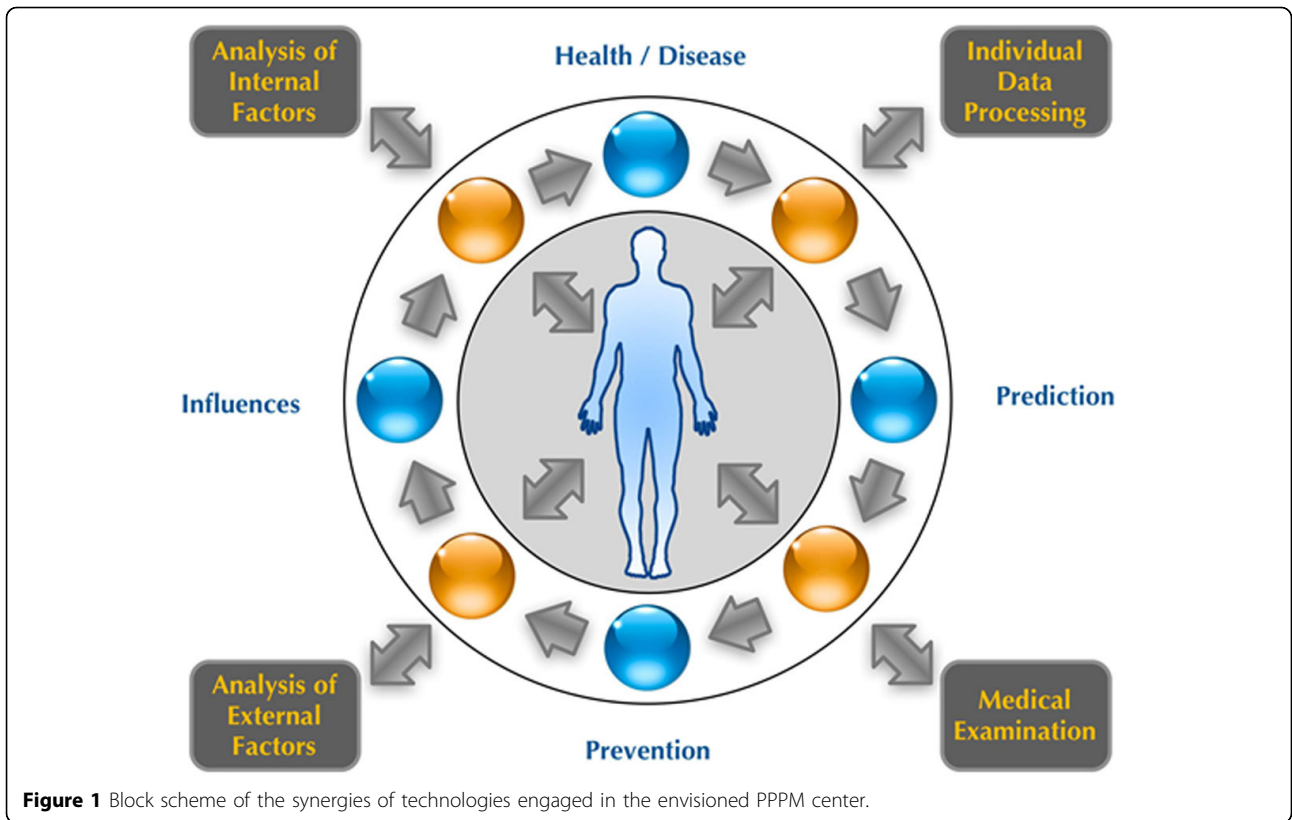 Analysis of
Internal
Factors
Health / Disease
Individual
Data
Processing
Influences
Prediction
Analysis of
External
Factors
Prevention
Medical
Examination
Figure 1 Block scheme of the synergies of technologies engaged in the envisioned PPPM center.